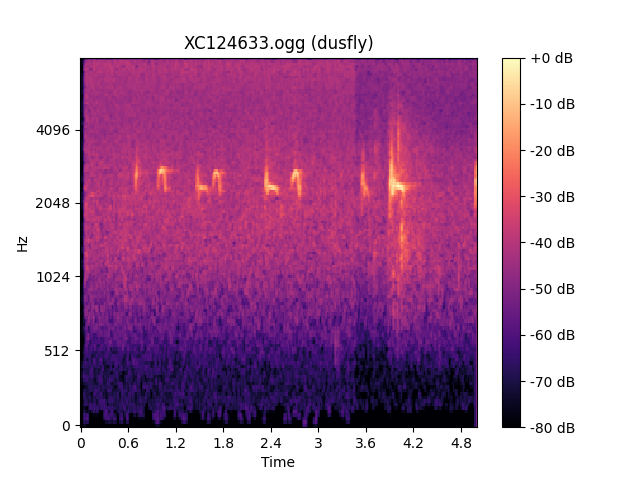 XC124633.ogg (dusfly)
Hz
4096
2048
1024
512
0
0 0.6 1.2 1.8 2.4 3 3.6 4.2 4.8
Time
+0 dB
-10 dB
-20 dB
-30 dB
-40 dB
-50 dB
-60 dB
-70 dB
-80 dB